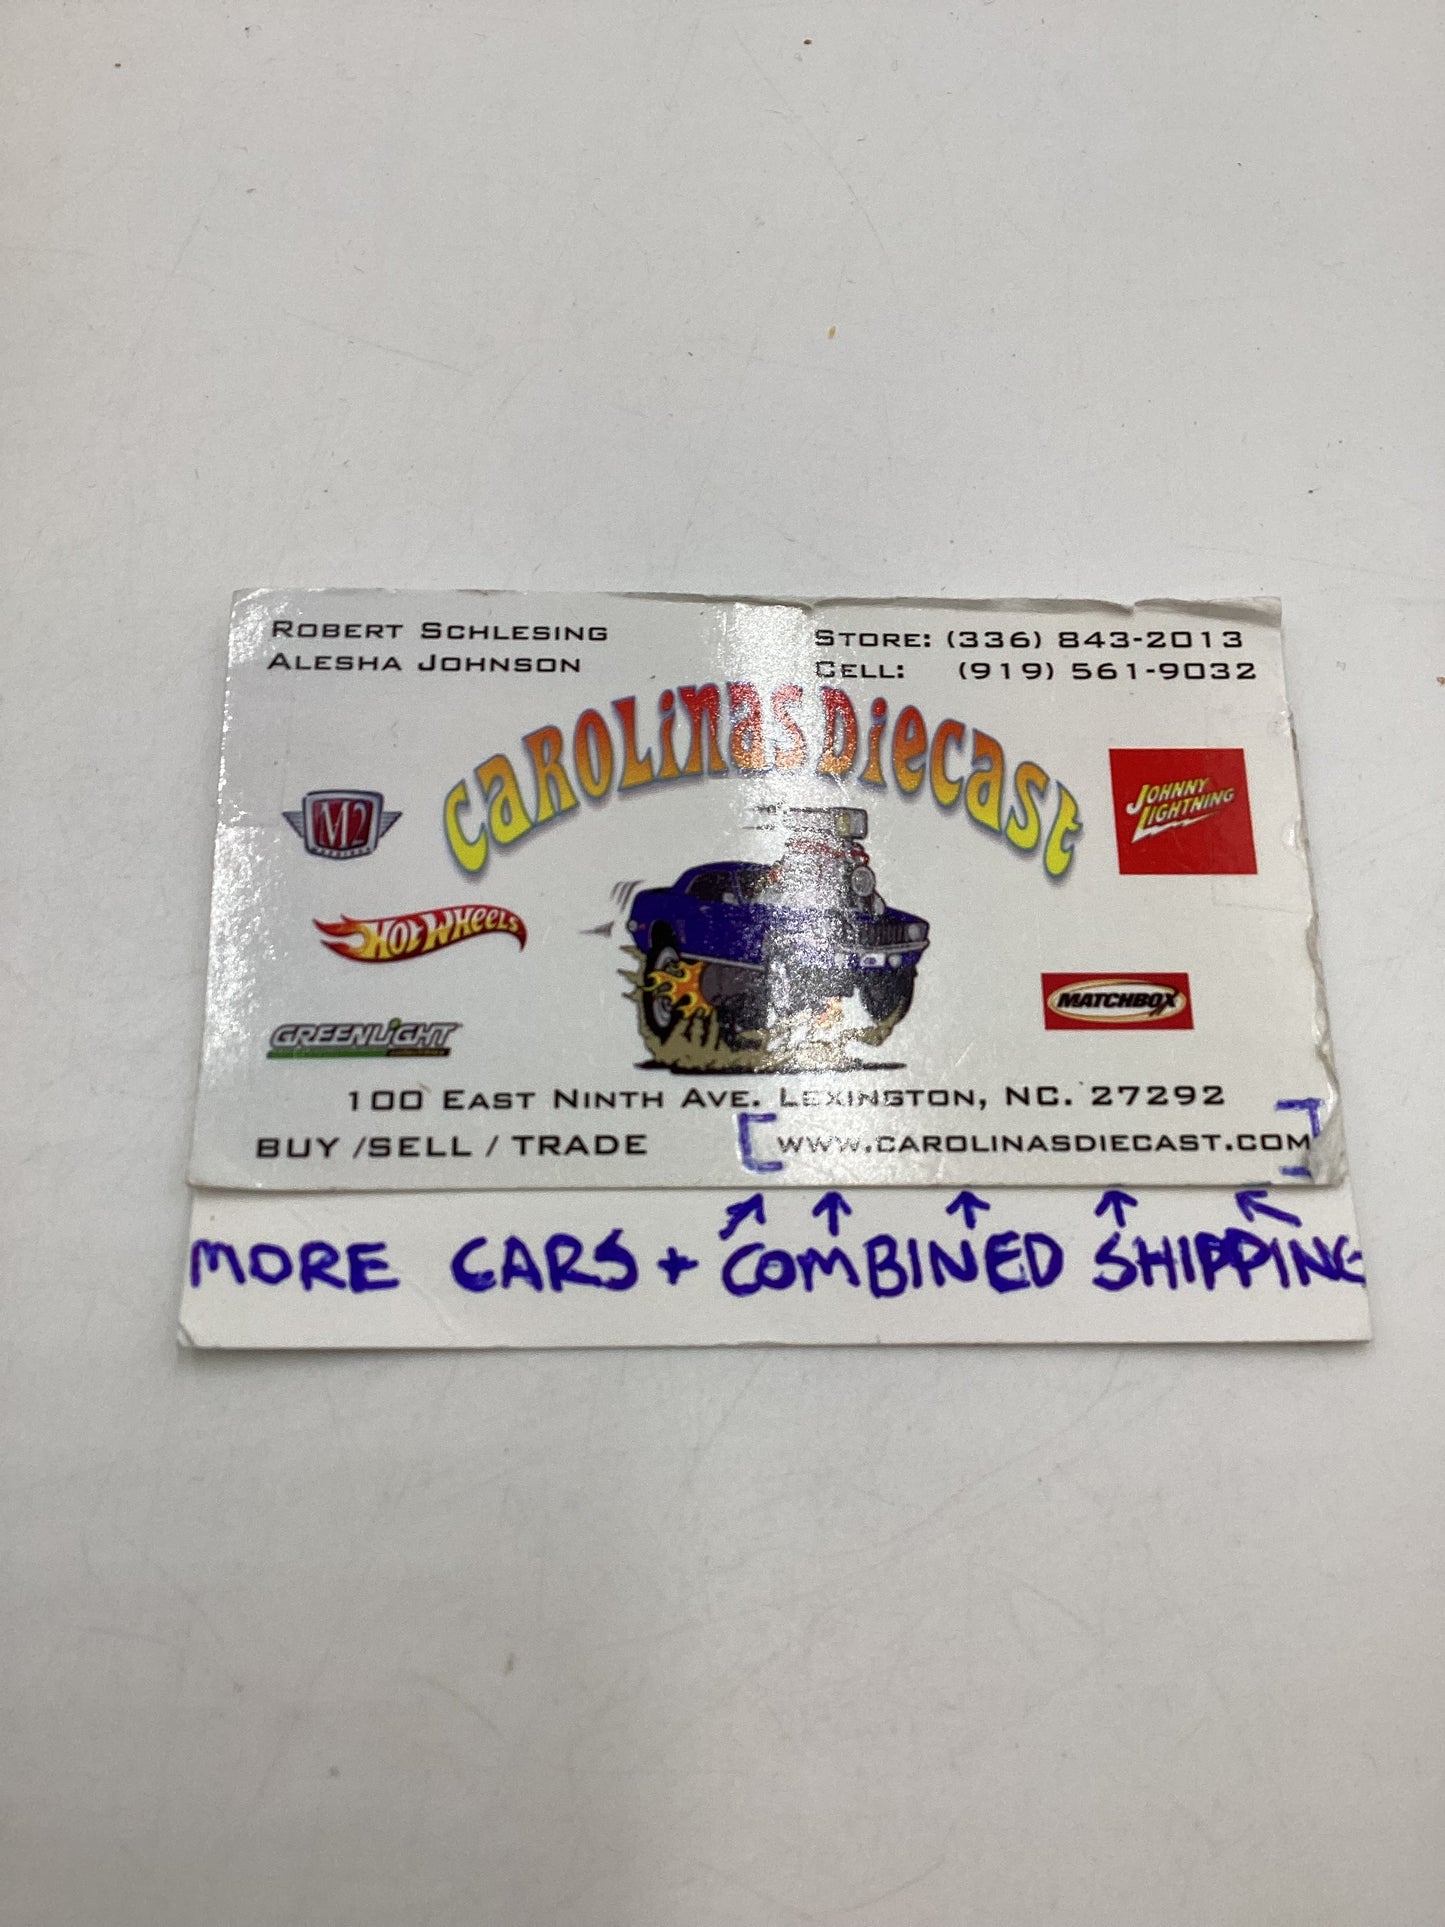 ROBERT SCHLESING
ALESHA JOHNSON
STORE: (336) 843-2013
CELL: (919) 561-9032
CAROLiNAS DiECAST
M2
JOHNNY
LIGHTNING
HOT WHEELS
MATCHBOX
GREENLiGHT
100 EAST NINTH AVE. LEXINGTON, NC. 27292
BUY /SELL / TRADE
WWW.CAROLINASDIECAST.COM
MORE CARS + COMBINED SHIPPING